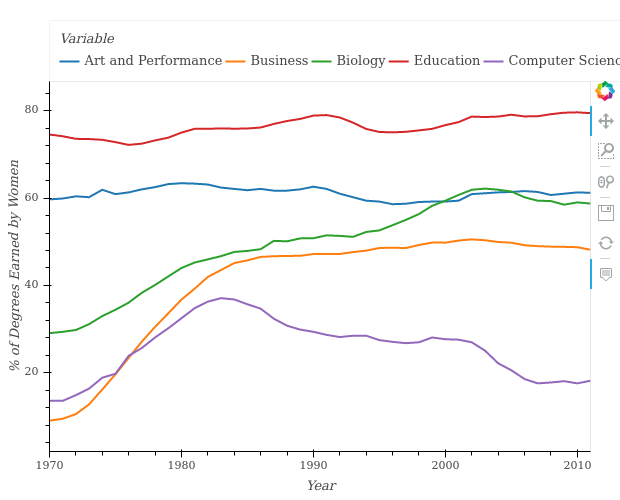 Variable
Art and Performance Business Biology Education Computer Scienc
80
60
40
20
% of Degrees Earned by Women
1970 1980 1990 2000 2010
Year